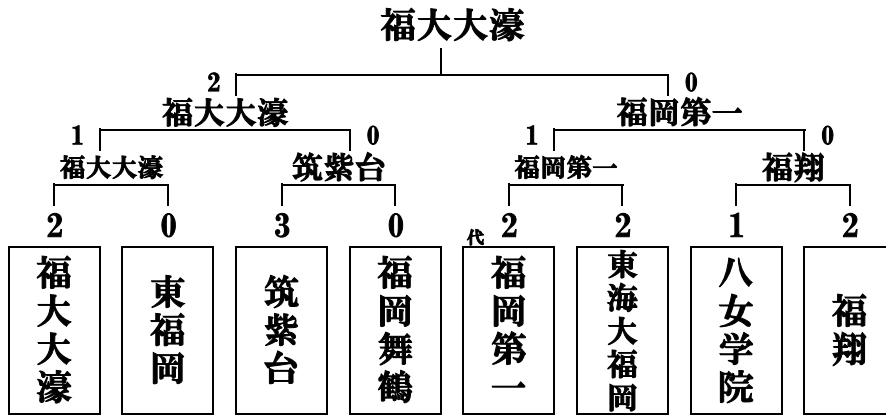 福大大濠
2 0
福大大濠 福岡第一
1 0 1 0
福大大濠 筑紫台 福岡第一 福翔
2 0 3 0 代 2 2 1 2
福大大濠
東福岡
筑紫台
福岡舞鶴
福岡第一
東海大福岡
八女学院
福翔